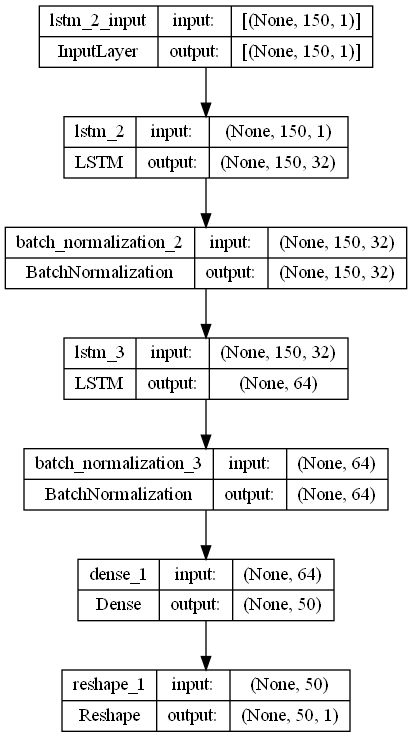 lstm_2_input input: [(None, 150, 1)]
InputLayer output: [(None, 150, 1)]
lstm_2 input: (None, 150, 1)
LSTM output: (None, 150, 32)
batch_normalization_2 input: (None, 150, 32)
BatchNormalization output: (None, 150, 32)
lstm_3 input: (None, 150, 32)
LSTM output: (None, 64)
batch_normalization_3 input: (None, 64)
BatchNormalization output: (None, 64)
dense_1 input: (None, 64)
Dense output: (None, 50)
reshape_1 input: (None, 50)
Reshape output: (None, 50, 1)